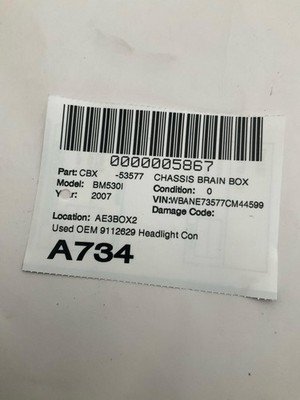 0000005867
Part: CBX -53577 CHASSIS BRAIN BOX
Model: BM530I Condition: 0
Year: 2007 VIN:WBANE73577CM44599
Damage Code:
Location: AE3BOX2
Used OEM 9112629 Headlight Con
A734